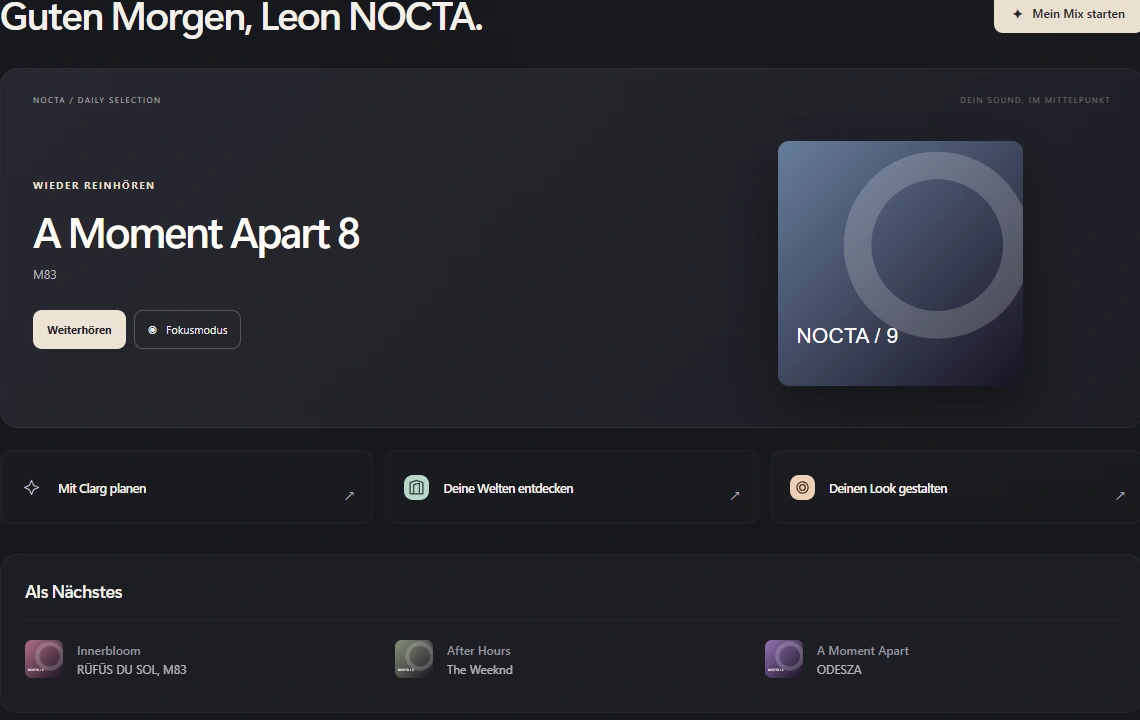 Guten Morgen, Leon NOCTA.
✦ Mein Mix starten
NOCTA / DAILY SELECTION
DEIN SOUND, IM MITTELPUNKT
WIEDER REINHÖREN
A Moment Apart 8
M83
Weiterhören
Fokusmodus
NOCTA / 9
Mit Clarg planen ↗
Deine Welten entdecken ↗
Deinen Look gestalten ↗
Als Nächstes
Innerbloom
RÜFÜS DU SOL, M83
After Hours
The Weeknd
A Moment Apart
ODESZA